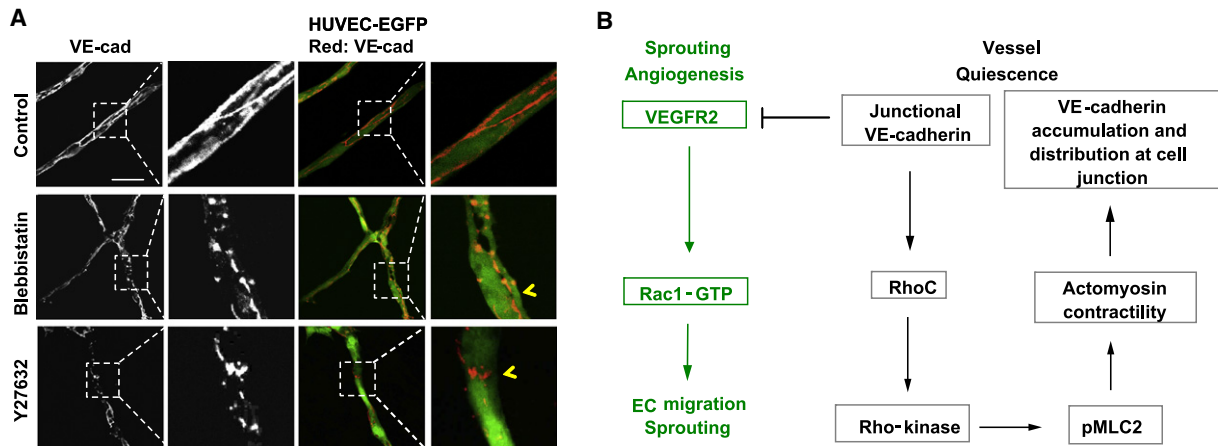 A
VE-cad
HUVEC-EGFP
Red: VE-cad
Control
Blebbistatin
Y27632
B
Sprouting
Angiogenesis
Vessel
Quiescence
VEGFR2
Junctional
VE-cadherin
VE-cadherin
accumulation and
distribution at cell
junction
Rac1-GTP
RhoC
Actomyosin
contractility
EC migration
Sprouting
Rho-kinase
pMLC2